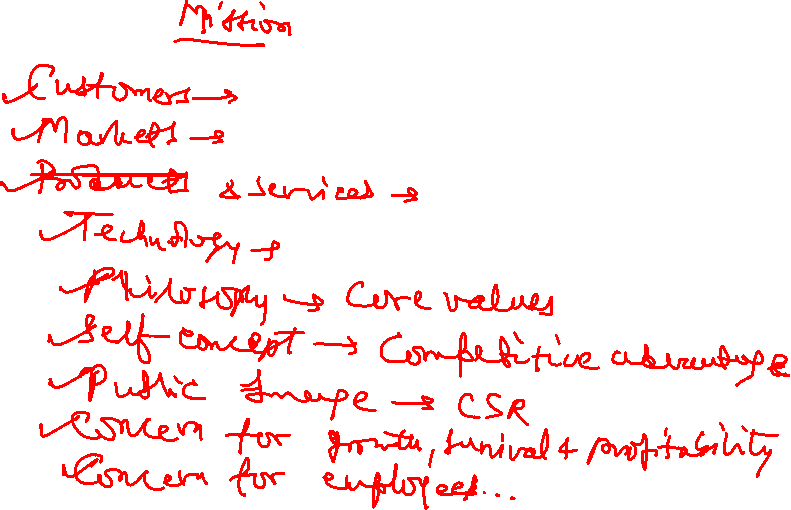 Mission
Customers →
Markets →
Products & services →
Technology →
Philosophy → Core values
Self-concept → Competitive advantage
Public Image → CSR
Concern for growth, survival & profitability
Concern for employees...